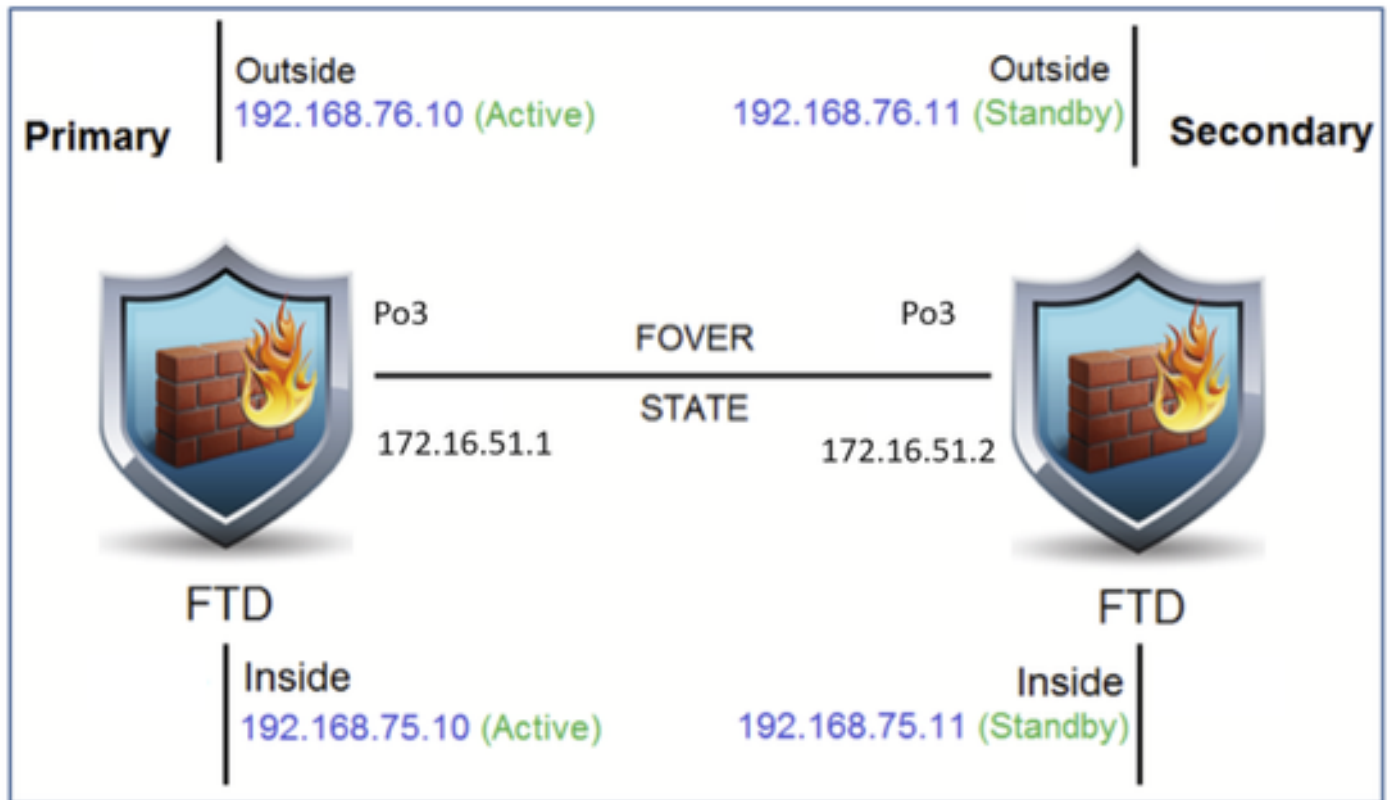 Outside
192.168.76.10 (Active)
Primary
Outside
192.168.76.11 (Standby)
Secondary
Po3
Po3
FOVER
STATE
172.16.51.1
172.16.51.2
FTD
FTD
Inside
192.168.75.10 (Active)
Inside
192.168.75.11 (Standby)